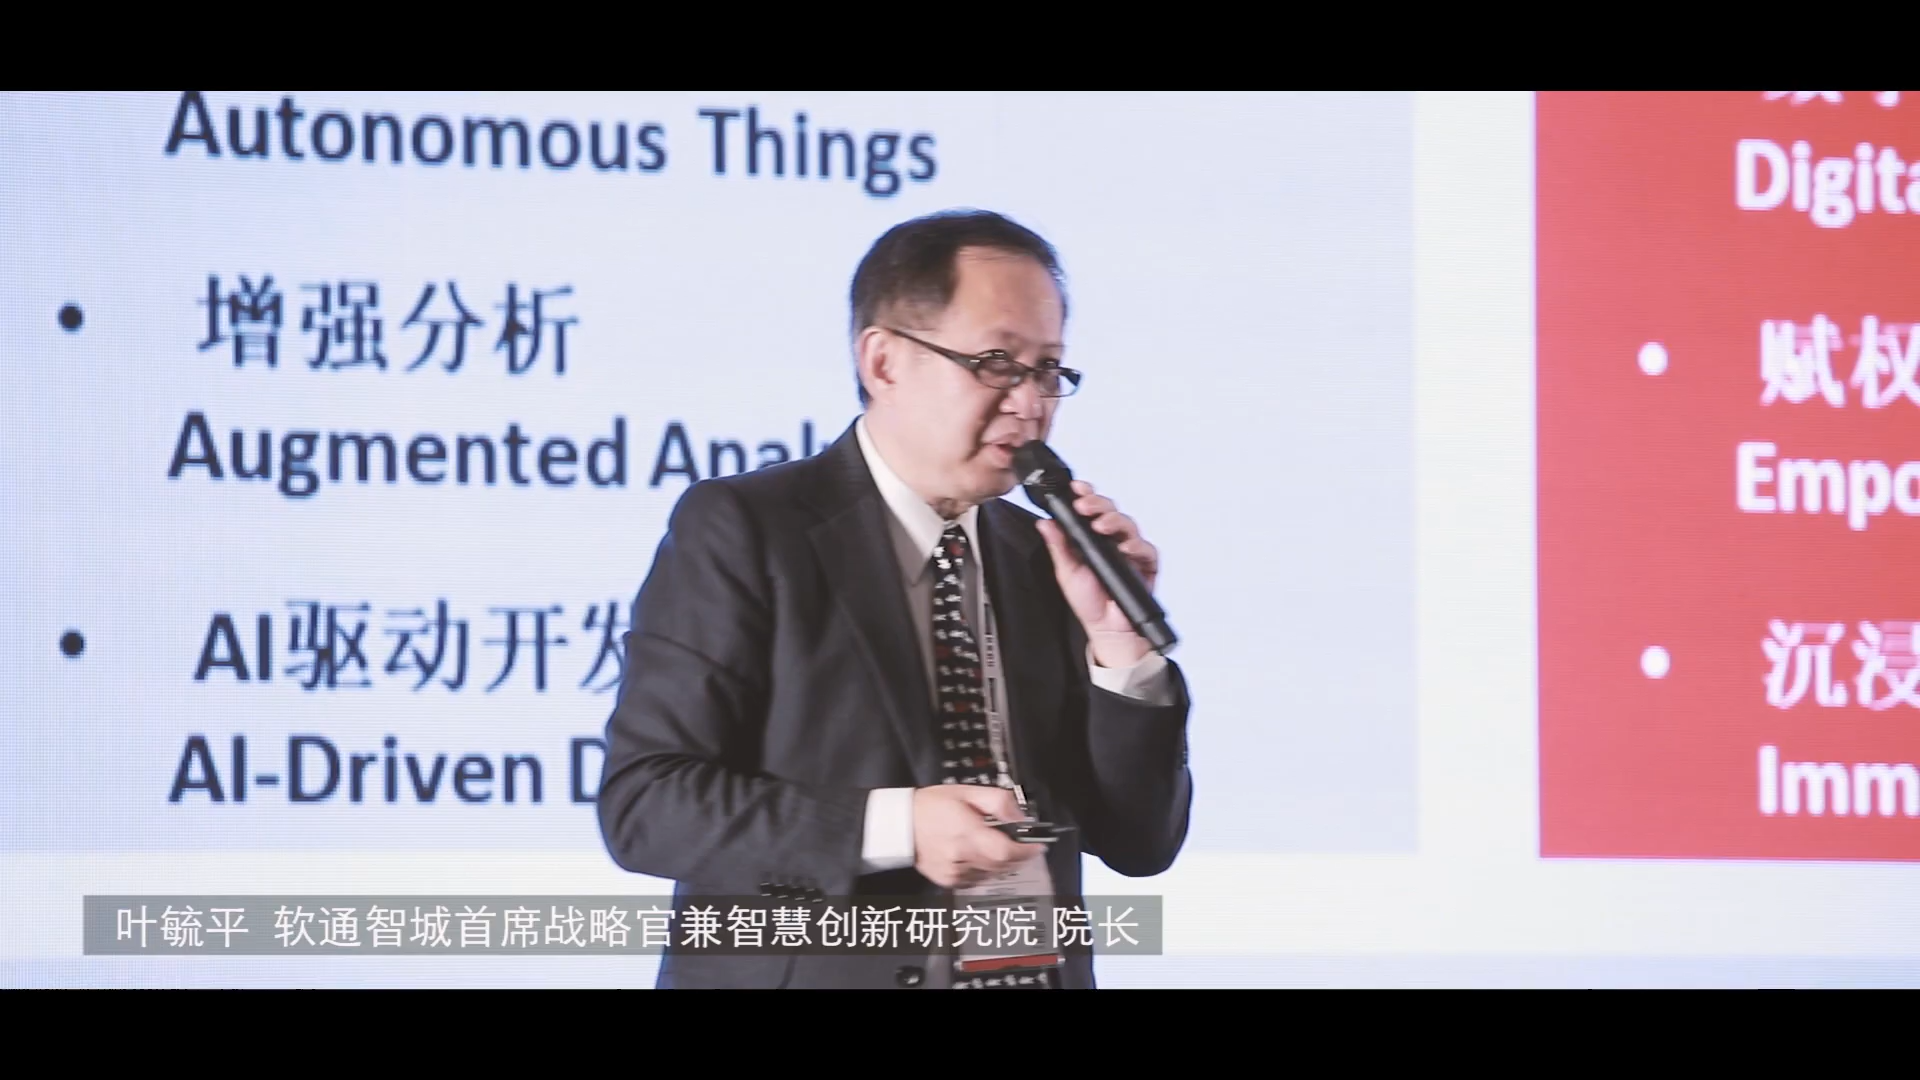 Autonomous Things
• 增强分析
Augmented
• AI驱动开发
AI-Driven
Digita
• 赋权
Empo
• 沉浸
Imm
叶毓平 软通智城首席战略官兼智慧创新研究院 院长